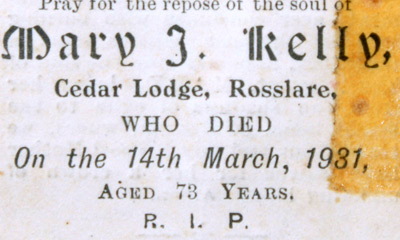 Pray for the repose of the soul of
Mary J. Kelly,
Cedar Lodge, Rosslare,
WHO DIED
On the 14th March, 1931,
AGED 73 YEARS.
R. I. P.